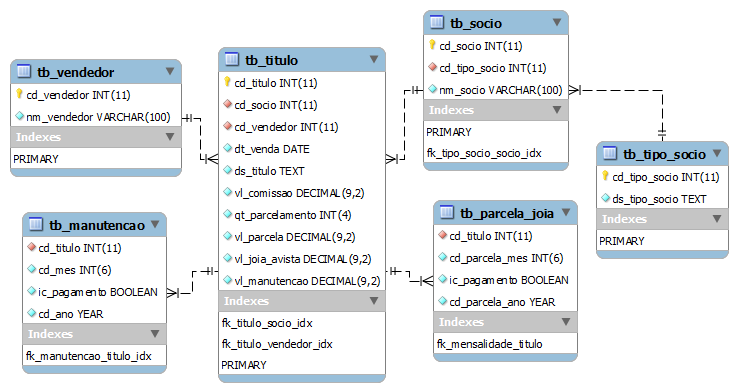 tb_vendedor
cd_vendedor INT(11)
nm_vendedor VARCHAR(100)
Indexes
PRIMARY
tb_manutencao
cd_titulo INT(11)
cd_mes INT(6)
ic_pagamento BOOLEAN
cd_ano YEAR
Indexes
fk_manutencao_titulo_idx
tb_titulo
cd_titulo INT(11)
cd_socio INT(11)
cd_vendedor INT(11)
dt_venda DATE
ds_titulo TEXT
vl_comissao DECIMAL(9,2)
qt_parcelamento INT(4)
vl_parcela DECIMAL(9,2)
vl_joia_avista DECIMAL(9,2)
vl_manutencao DECIMAL(9,2)
Indexes
fk_titulo_socio_idx
fk_titulo_vendedor_idx
PRIMARY
tb_socio
cd_socio INT(11)
cd_tipo_socio INT(11)
nm_socio VARCHAR(100)
Indexes
PRIMARY
fk_tipo_socio_socio_idx
tb_parcela_joia
cd_titulo INT(11)
cd_parcela_mes INT(6)
ic_pagamento BOOLEAN
cd_parcela_ano YEAR
Indexes
fk_mensalidade_titulo
tb_tipo_socio
cd_tipo_socio INT(11)
ds_tipo_socio TEXT
Indexes
PRIMARY